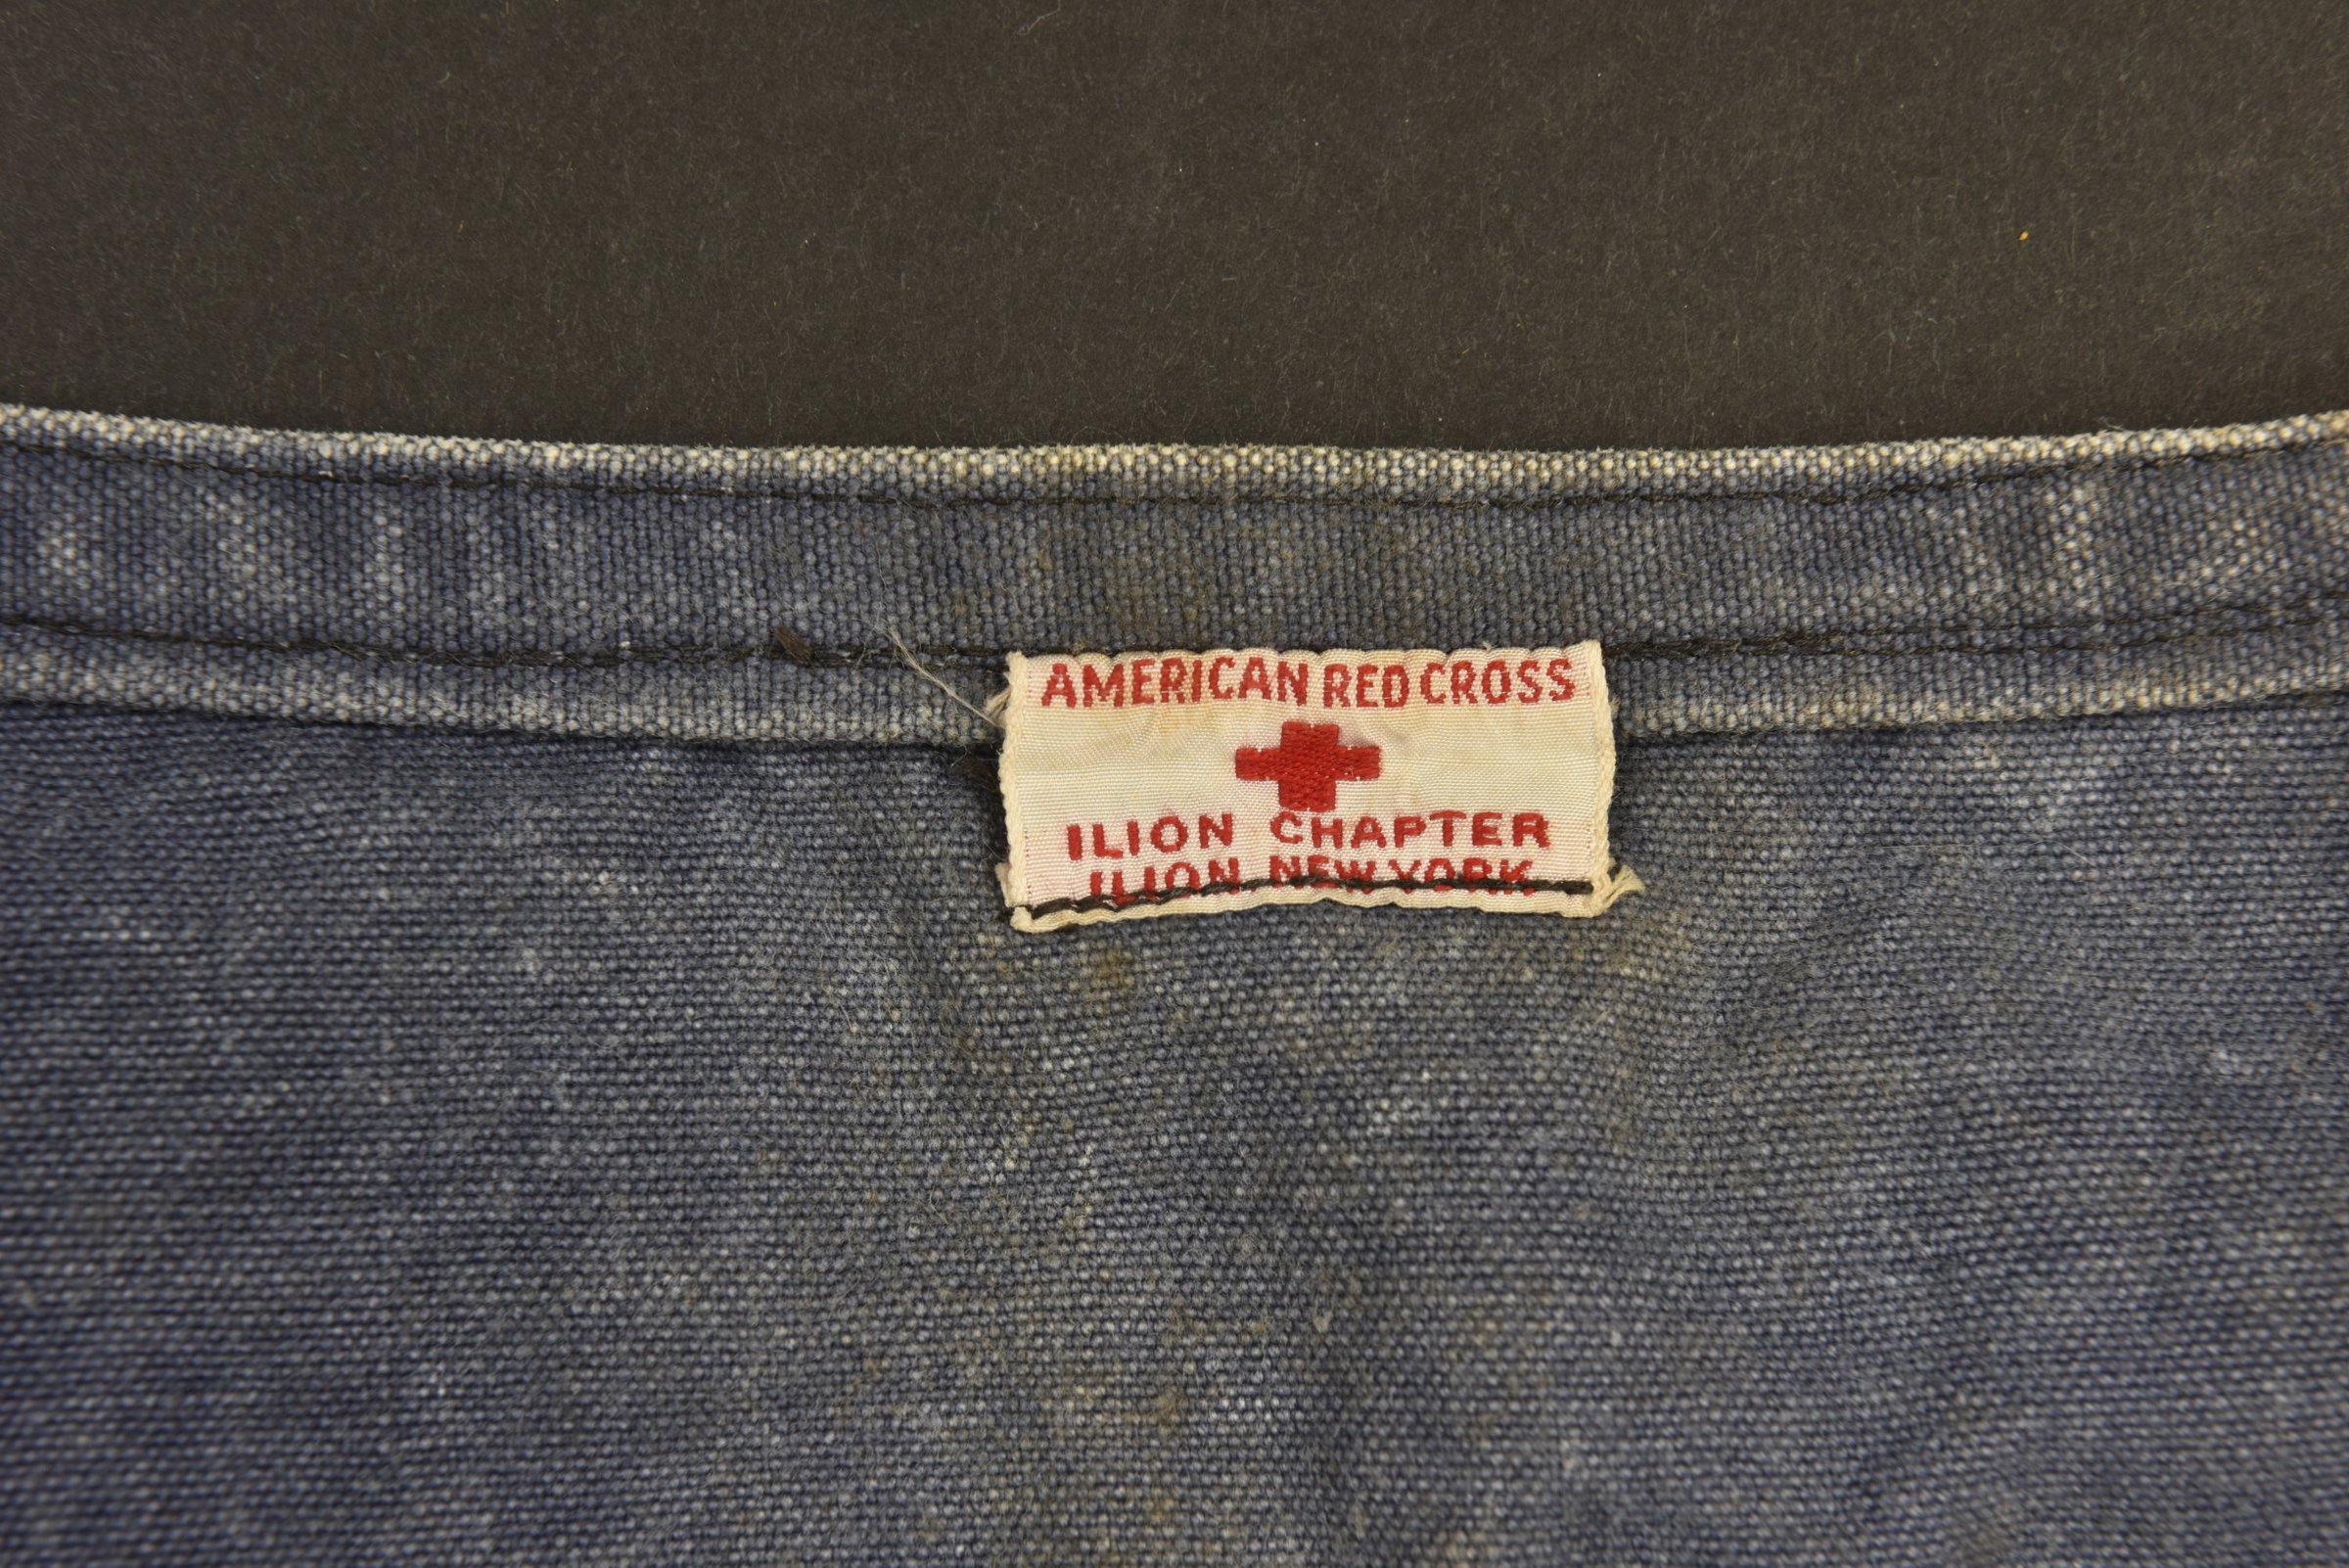 AMERICAN RED CROSS
ILION CHAPTER
ILION NEW YORK